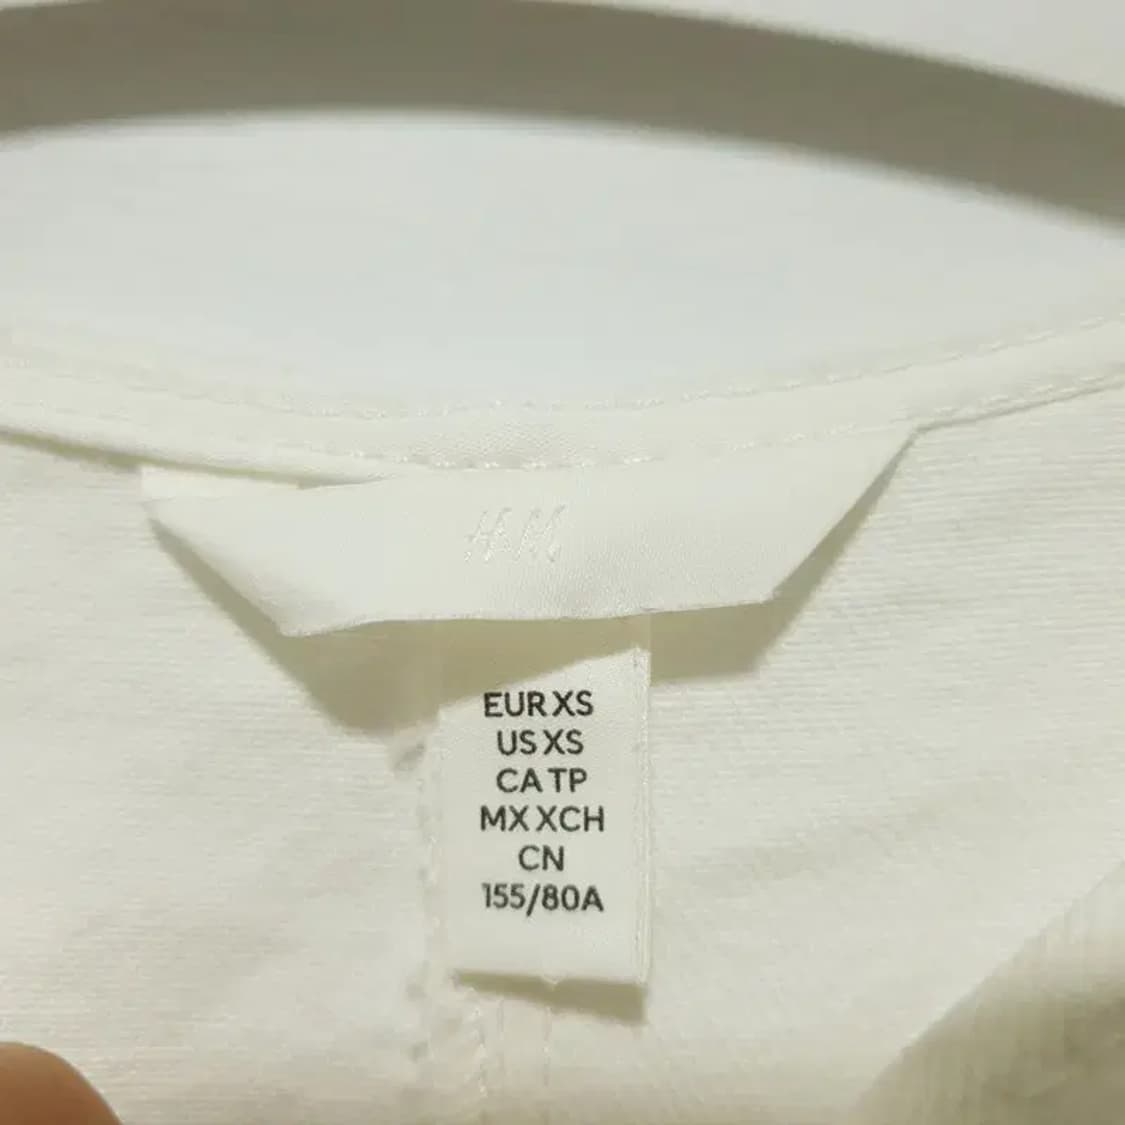 H&M
EUR XS
US XS
CA TP
MX XCH
CN
155/80A